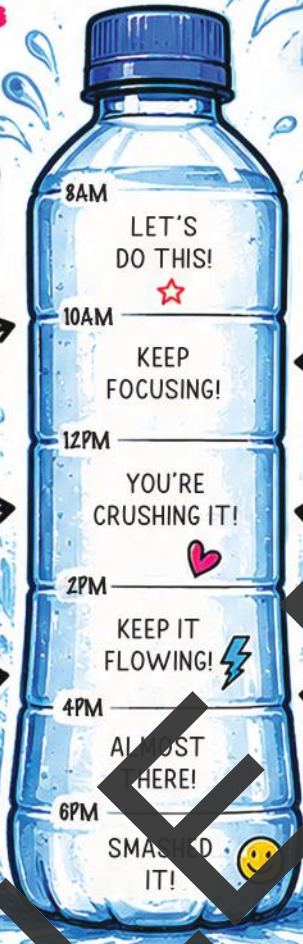 8AM
LET'S
DO THIS!
10AM
KEEP
FOCUSING!
12PM
YOU'RE
CRUSHING IT!
2PM
KEEP IT
FLOWING!
4PM
ALMOST
THERE!
6PM
SMASHED
IT!